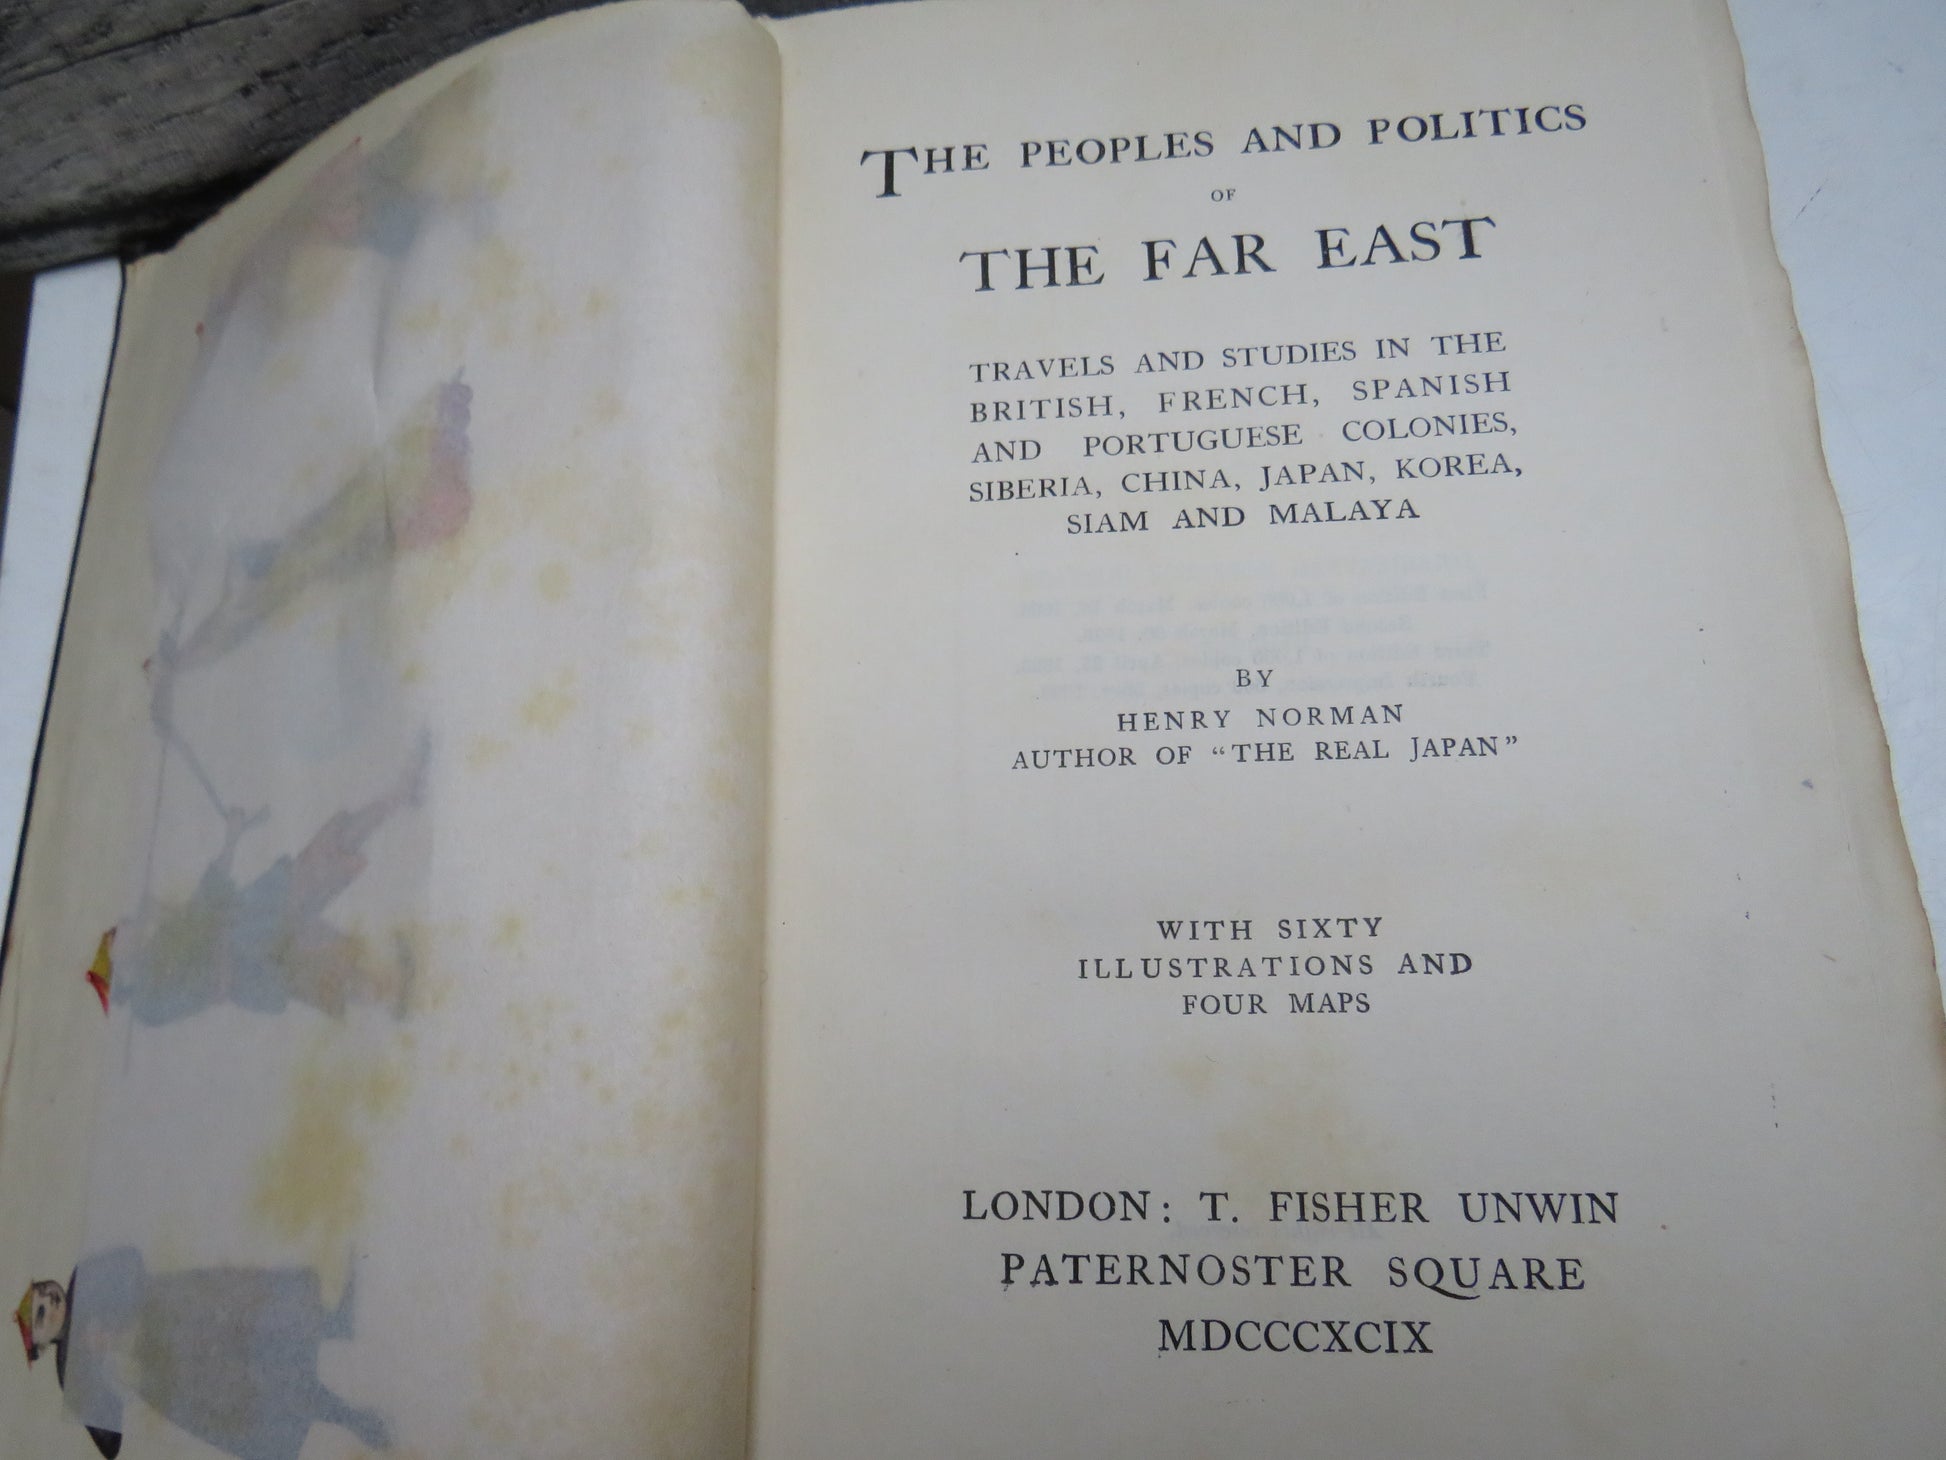 THE PEOPLES AND POLITICS
OF
THE FAR EAST
TRAVELS AND STUDIES IN THE
BRITISH, FRENCH, SPANISH
AND PORTUGUESE COLONIES,
SIBERIA, CHINA, JAPAN, KOREA,
SIAM AND MALAYA
BY
HENRY NORMAN
AUTHOR OF “THE REAL JAPAN”
WITH SIXTY
ILLUSTRATIONS AND
FOUR MAPS
LONDON: T. FISHER UNWIN
PATERNOSTER SQUARE
MDCCCXCIX